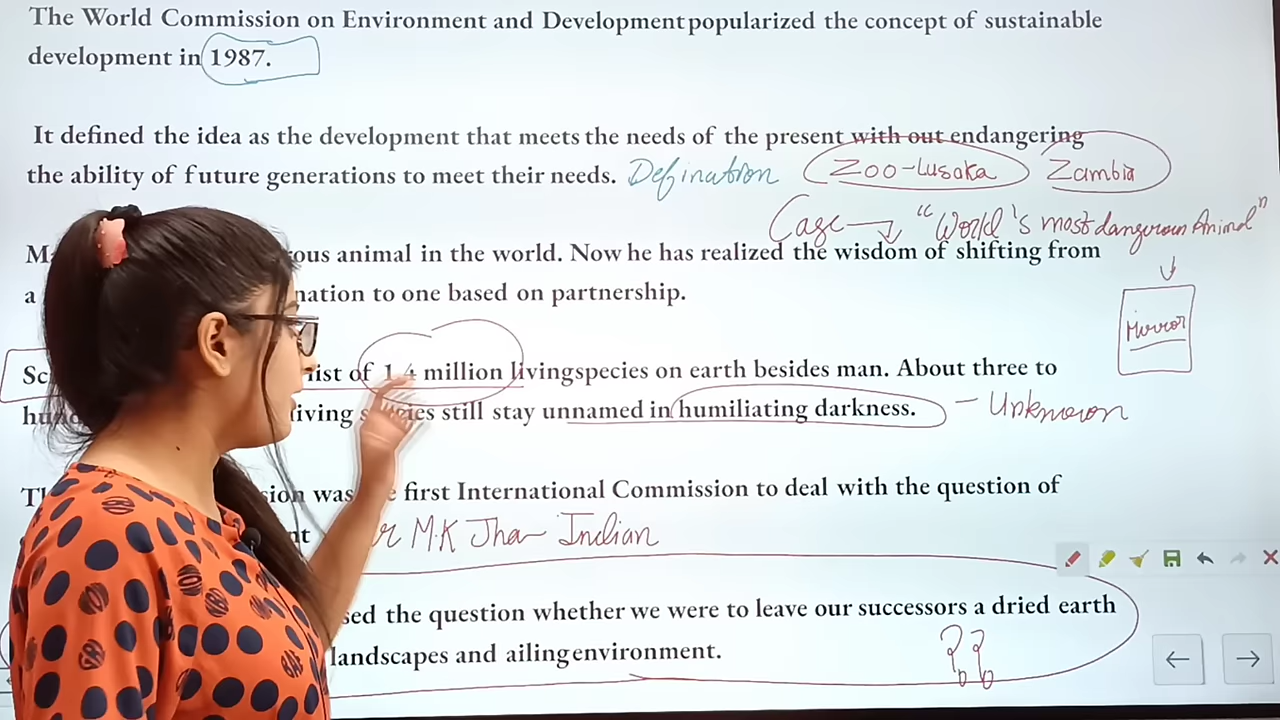 The World Commission on Environment and Development popularized the concept of sustainable
development in 1987.
It defined the idea as the development that meets the needs of the present with out endangering
the ability of future generations to meet their needs. Defination Zoo-Lusaka Zambia
Cage → "World's most dangerous Animal"
animal in the world. Now he has realized the wisdom of shifting from
a to one based on partnership.
Mirror
list of 1.4 million livingspecies on earth besides man. About three to
living species still stay unnamed in humiliating darkness. - Unknown
was first International Commission to deal with the question of
M.K Jha Indian
the question whether we were to leave our successors a dried earth
landscapes and ailingenvironment.
??